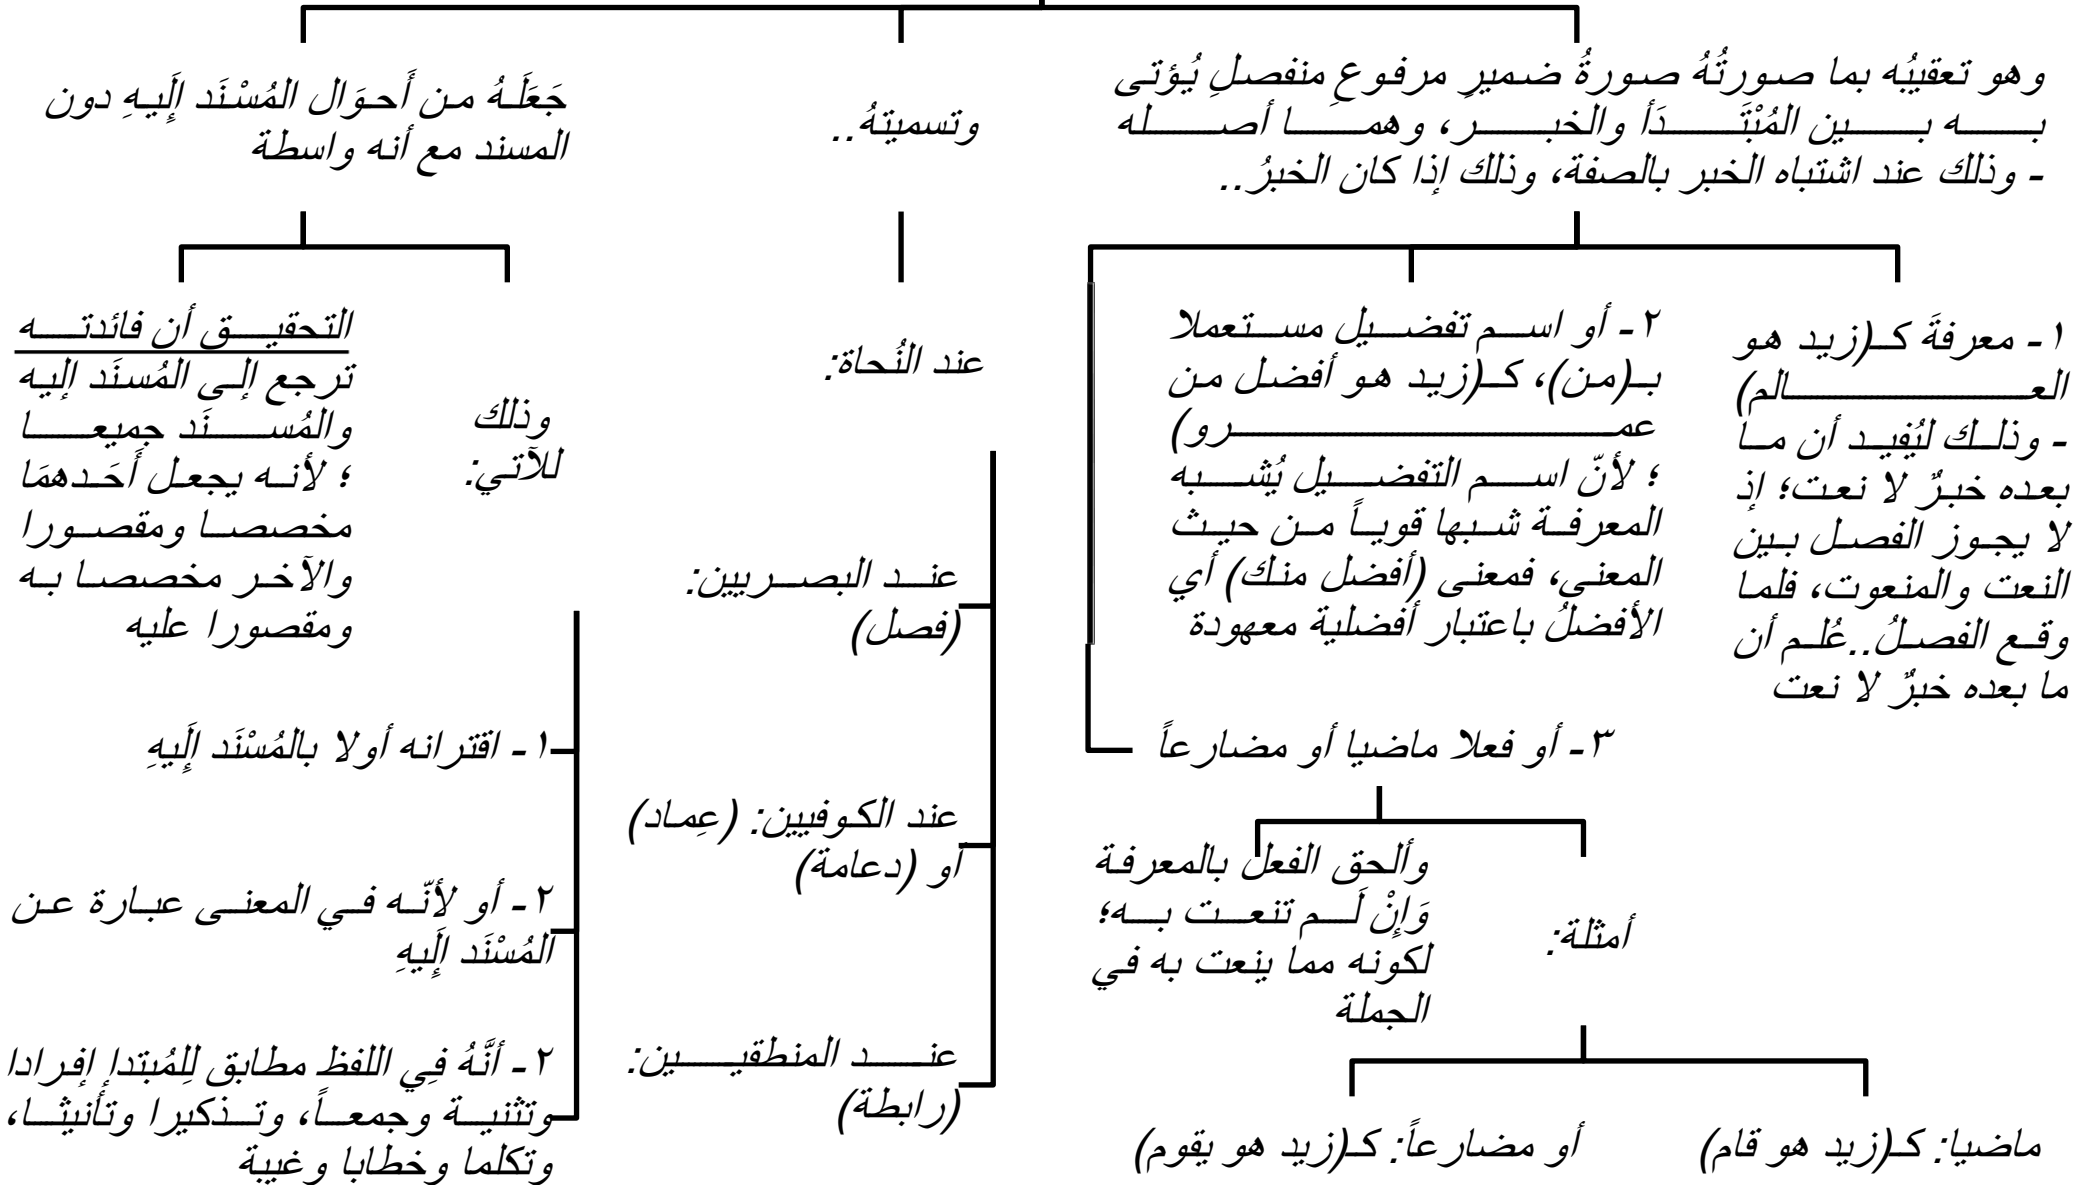 وهو تعقيبُه بما صورتُهُ صورةُ ضميرٍ مرفوعٍ منفصلِ يُؤتى
به بين المُبْتَدَأ والخبر، وهما أصله
- وذلك عند اشتباه الخبر بالصفة، وذلك إذا كان الخبرُ..
وتسميتهُ..
جَعَلَهُ من أَحوَال المُسْنَد إِلَيهِ دون
المسند مع أنه واسطة
١- معرفةَ كـ(زيد هو
العالم)
- وذلك ليُفِيد أن ما
بعده خبرٌ لا نعت؛ إذ
لا يجوز الفصل بين
النعت والمنعوت، فلما
وقع الفصلُ..عُلم أن
ما بعده خبرٌ لا نعت
٢- أو اسم تفضيل مستعملا
بـ(من)، كـ(زيد هو أفضل من
عمرو)
؛ لأنّ اسم التفضيل يُشبه
المعرفة شبها قوياً من حيث
المعنى، فمعنى (أفضل منك) أي
الأفضلُ باعتبار أفضلية معهودة
٣- أو فعلا ماضيا أو مضارعاً
أمثلة:
ماضيا: كـ(زيد هو قام)
أو مضارعاً: كـ(زيد هو يقوم)
وألحق الفعل بالمعرفة
وَإِنْ لَم تنعت به؛
لكونه مما ينعت به في
الجملة
عند النُحاة:
عند البصريين:
(فصل)
عند الكوفيين: (عِماد)
أو (دعامة)
عند المنطقيين:
(رابطة)
وذلك
للآتي:
١- اقترانه أولا بالمُسْنَد إِلَيهِ
٢- أو لأنّه في المعنى عبارة عن
المُسْنَد إِلَيهِ
٢- أنَّهُ فِي اللفظ مطابق لِلمُبتدإ إفرادا
وتثنية وجمعاً، وتذكيرا وتأنيثا،
وتكلما وخطابا وغيبة
التحقيق أن فائدته
ترجع إلى المُسنَد إليه
والمُسنَد جميعا
؛ لأنه يجعل أَحَدهمَا
مخصصا ومقصورا
والآخر مخصصا به
ومقصورا عليه